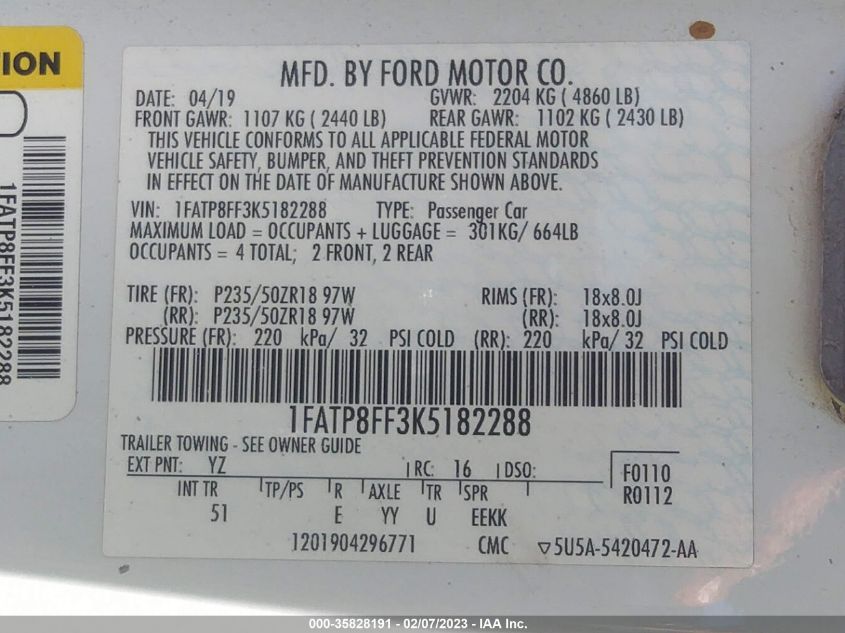 TION
1FATP8FF3K5182288
MFD. BY FORD MOTOR CO.
DATE: 04/19 GVWR: 2204 KG ( 4860 LB)
FRONT GAWR: 1107 KG ( 2440 LB) REAR GAWR: 1102 KG ( 2430 LB)
THIS VEHICLE CONFORMS TO ALL APPLICABLE FEDERAL MOTOR
VEHICLE SAFETY, BUMPER, AND THEFT PREVENTION STANDARDS
IN EFFECT ON THE DATE OF MANUFACTURE SHOWN ABOVE.
VIN: 1FATP8FF3K5182288 TYPE: Passenger Car
MAXIMUM LOAD = OCCUPANTS + LUGGAGE = 301KG/ 664LB
OCCUPANTS = 4 TOTAL; 2 FRONT, 2 REAR
TIRE (FR): P235/50ZR18 97W RIMS (FR): 18x8.0J
(RR): P235/50ZR18 97W (RR): 18x8.0J
PRESSURE (FR): 220 kPa/ 32 PSI COLD (RR): 220 kPa/ 32 PSI COLD
1FATP8FF3K5182288
TRAILER TOWING - SEE OWNER GUIDE
EXT PNT: YZ RC: 16 DSO: F0110
R0112
INT TR TP/PS R AXLE TR SPR
51 E YY U EEKK
1201904296771 CMC ▽5U5A-5420472-AA
000-35828191 - 02/07/2023 - IAA Inc.